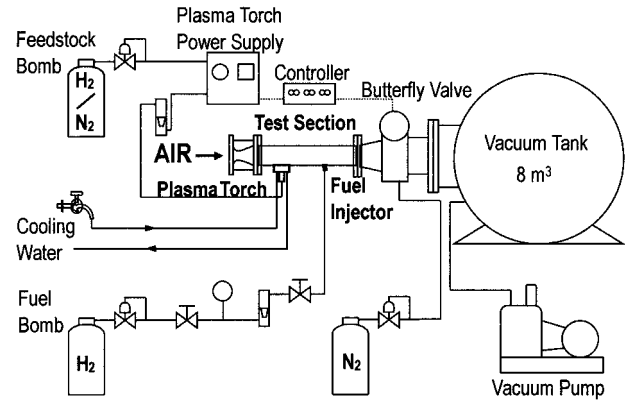 Plasma Torch
Power Supply
Feedstock
Bomb
H2
/
N2
Controller
Butterfly Valve
Test Section
AIR
Plasma Torch
Fuel
Injector
Vacuum Tank
8 m³
Cooling
Water
Fuel
Bomb
H2
N2
Vacuum Pump